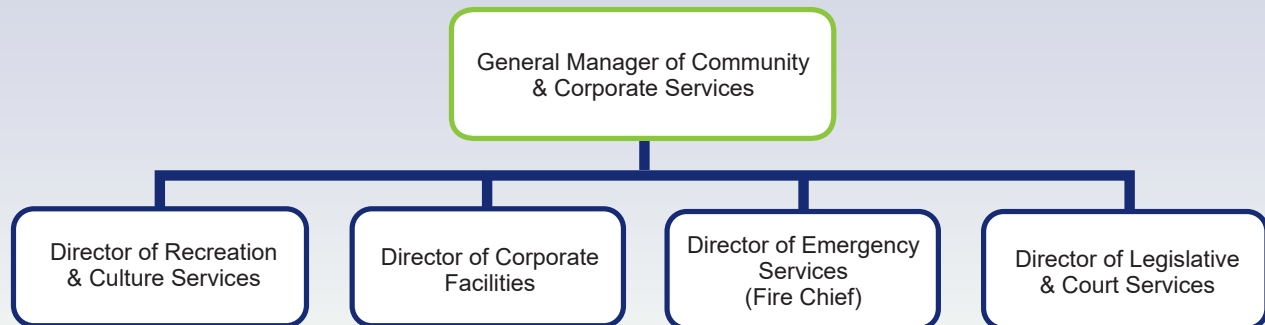 General Manager of Community
& Corporate Services
Director of Recreation
& Culture Services
Director of Corporate
Facilities
Director of Emergency
Services
(Fire Chief)
Director of Legislative
& Court Services